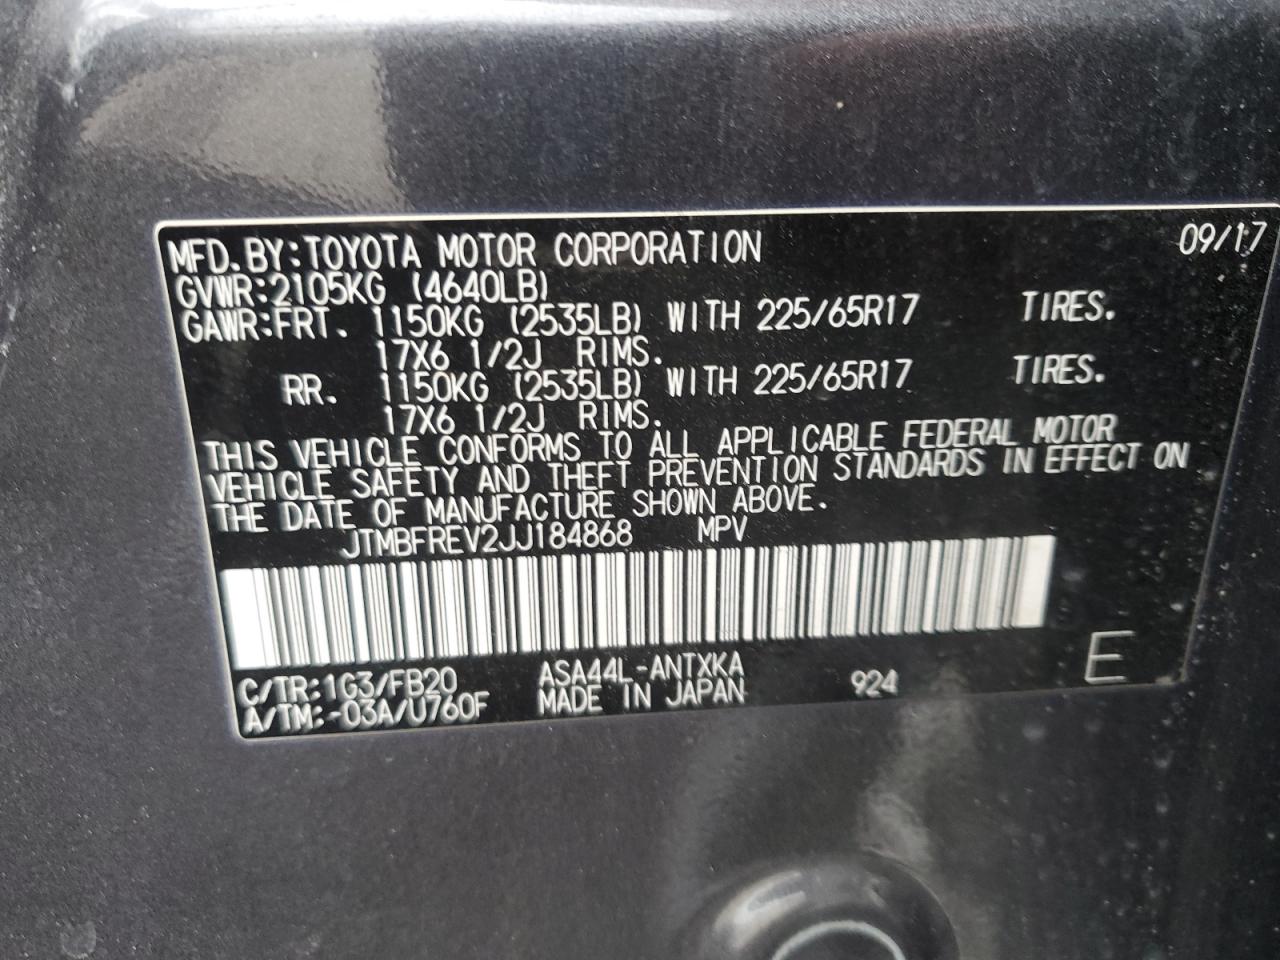 MFD.BY:TOYOTA MOTOR CORPORATION 09/17
GVWR:2105KG (4640LB)
GAWR:FRT. 1150KG (2535LB) WITH 225/65R17 TIRES.
17X6 1/2J RIMS.
RR. 1150KG (2535LB) WITH 225/65R17 TIRES.
17X6 1/2J RIMS.
THIS VEHICLE CONFORMS TO ALL APPLICABLE FEDERAL MOTOR
VEHICLE SAFETY AND THEFT PREVENTION STANDARDS IN EFFECT ON
THE DATE OF MANUFACTURE SHOWN ABOVE.
JTMBFREV2JJ184868 MPV
C/TR:1G3/FB20 ASA44L-ANTXKA 924 E
A/TM:-03A/U760F MADE IN JAPAN